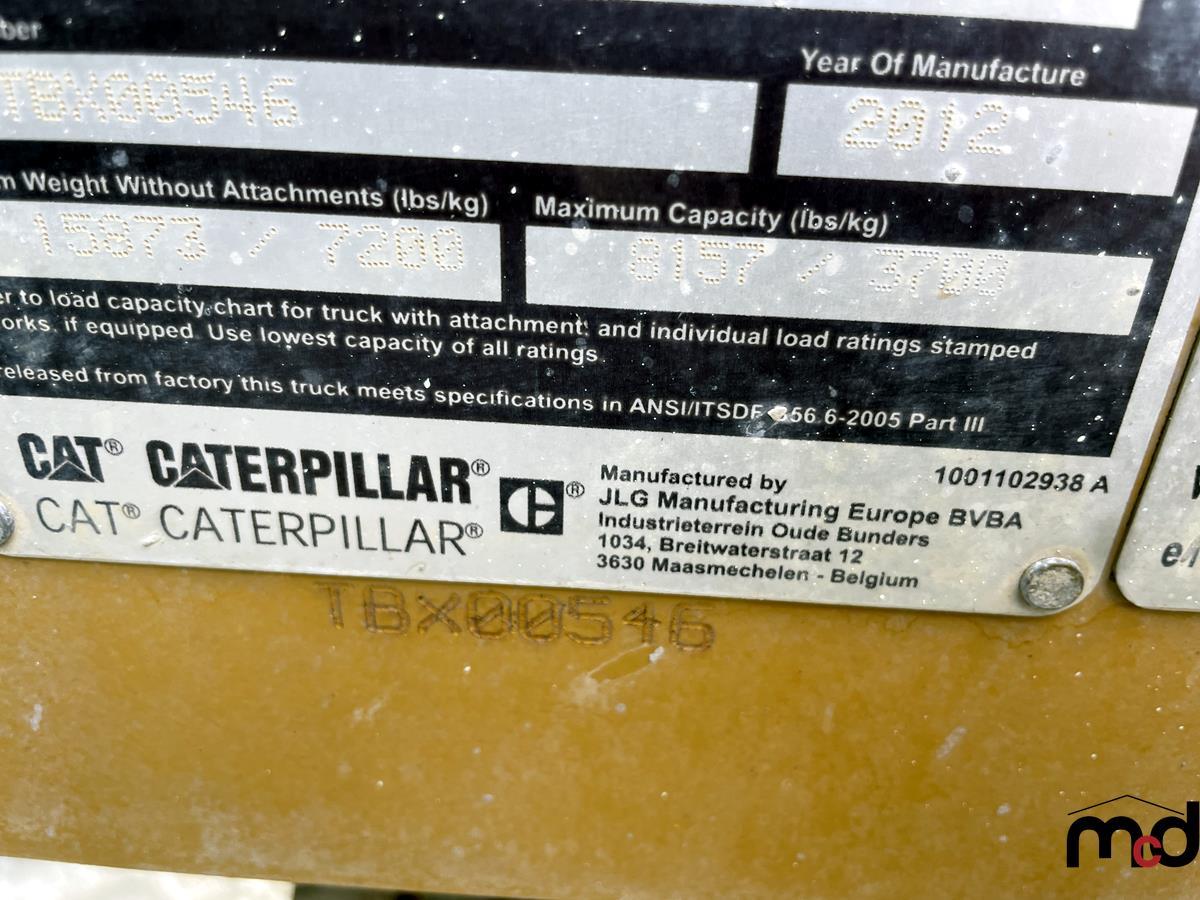 ber
Year Of Manufacture
TBX00546
2012
m Weight Without Attachments (lbs/kg)
Maximum Capacity (lbs/kg)
15873 / 7200
8157 / 3700
er to load capacity chart for truck with attachment; and individual load ratings stamped
orks, if equipped. Use lowest capacity of all ratings.
released from factory this truck meets specifications in ANSI/ITSDF B56.6-2005 Part III
CAT® CATERPILLAR®
CAT® CATERPILLAR®
C ®
Manufactured by
1001102938 A
JLG Manufacturing Europe BVBA
Industrieterrein Oude Bunders
1034, Breitwaterstraat 12
3630 Maasmechelen - Belgium
TBX00546
mcd